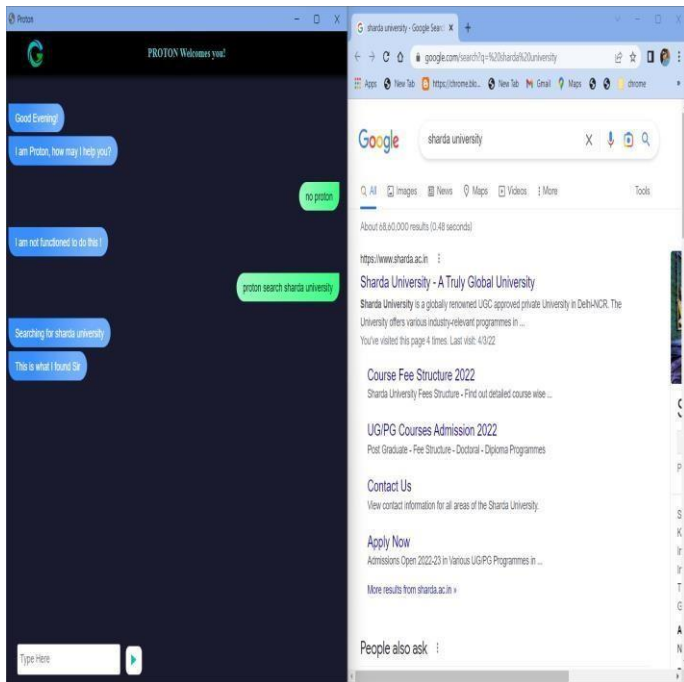 Proton
PROTON Welcomes you!
Good Evening!
I am Proton, how may I help you?
no proton
I am not functioned to do this !
proton search sharda university
Searching for sharda university
This is what I found Sir
Type Here
sharda university - Google Searc
google.com/search?q=%20sharda%20university
Apps
New Tab
https://chrome.blo...
New Tab
Gmail
Maps
chrome
»
Google
sharda university
All
Images
News
Maps
Videos
More
Tools
About 68,60,000 results (0.48 seconds)
https://www.sharda.ac.in
Sharda University - A Truly Global University
Sharda University is a globally renowned UGC approved private University in Delhi-NCR. The
University offers various industry-relevant programmes in ...
You've visited this page 4 times. Last visit: 4/3/22
Course Fee Structure 2022
Sharda University Fees Structure - Find out detailed course wise ...
UG/PG Courses Admission 2022
Post Graduate - Fee Structure - Doctoral - Diploma Programmes
Contact Us
View contact information for all areas of the Sharda University.
Apply Now
Admissions Open 2022-23 in Various UG/PG Programmes in ...
More results from sharda.ac.in »
People also ask
S
P
S
K
Ir
Ir
T
G
A
N